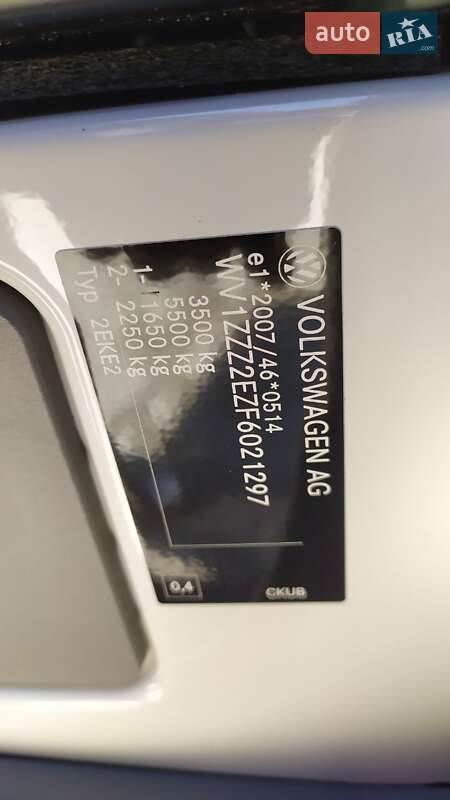 auto RIA .com
VOLKSWAGEN AG
e1*2007/46*0514
WV1ZZZ2EZF6021297
3500 kg
5500 kg
1- 1650 kg
2- 2250 kg
Typ 2EKE2
0,4
CKUB